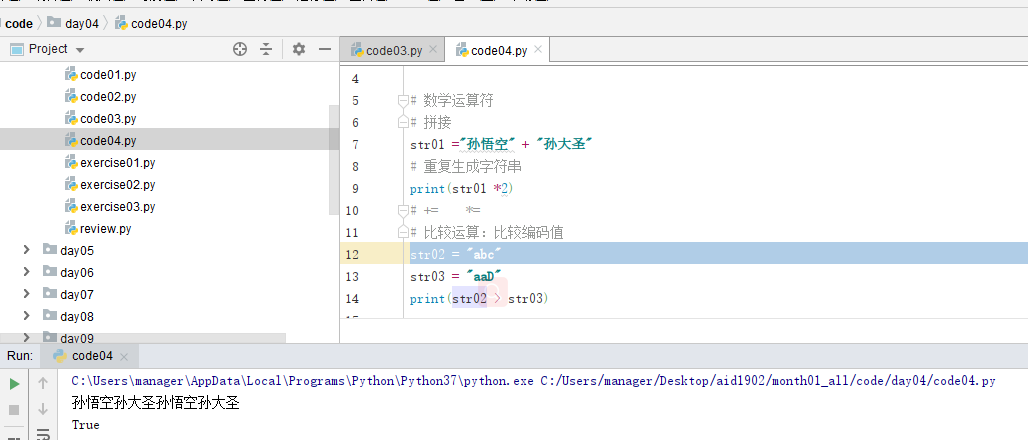 code day04 code04.py
Project
code03.py code04.py
code01.py
code02.py
code03.py
code04.py
exercise01.py
exercise02.py
exercise03.py
review.py
day05
day06
day07
day08
day09
4
5 # 数学运算符
6 # 拼接
7 str01 ="孙悟空" + "孙大圣"
8 # 重复生成字符串
9 print(str01 *2)
10 # += *=
11 # 比较运算: 比较编码值
12 str02 = "abc"
13 str03 = "aaD"
14 print(str02 > str03)
Run: code04
C:\Users\manager\AppData\Local\Programs\Python\Python37\python.exe C:/Users/manager/Desktop/aid1902/month01_all/code/day04/code04.py
孙悟空孙大圣孙悟空孙大圣
True